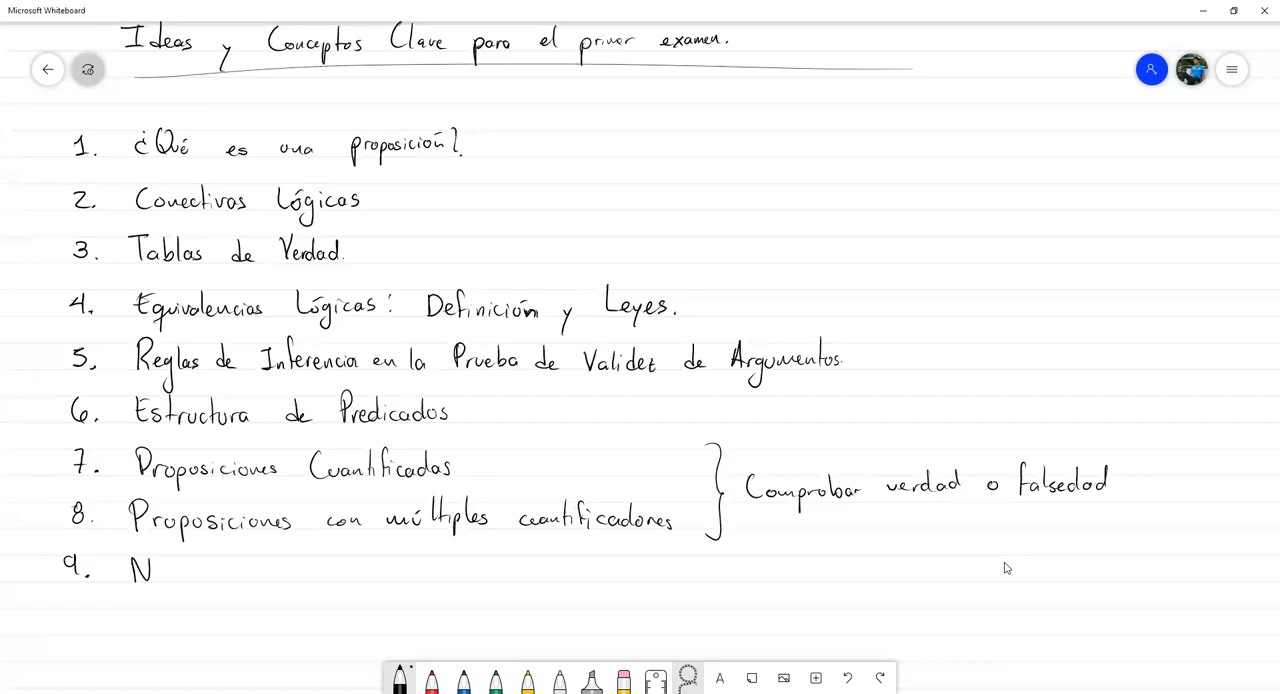 Microsoft Whiteboard
Ideas y Conceptos Clave para el primer examen.
1. ¿Qué es una proposición?.
2. Conectivas Lógicas
3. Tablas de Verdad.
4. Equivalencias Lógicas: Definición y Leyes.
5. Reglas de Inferencia en la Prueba de Validez de Argumentos.
6. Estructura de Predicados
7. Proposiciones Cuantificadas
8. Proposiciones con múltiples cuantificadores
Comprobar verdad o falsedad
9. N
A